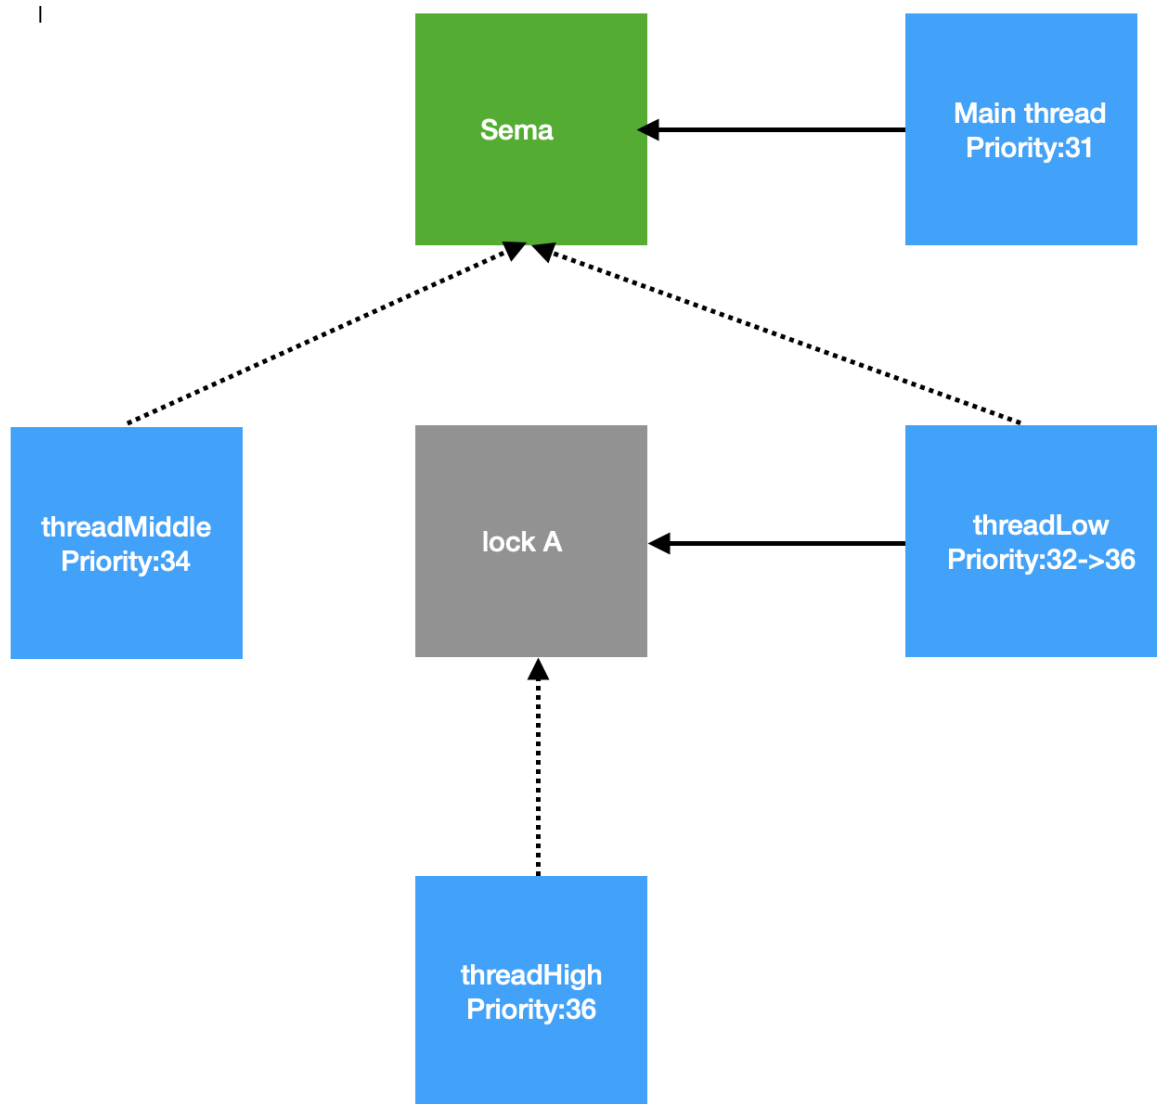 Sema
Main thread
Priority:31
threadMiddle
Priority:34
lock A
threadLow
Priority:32->36
threadHigh
Priority:36